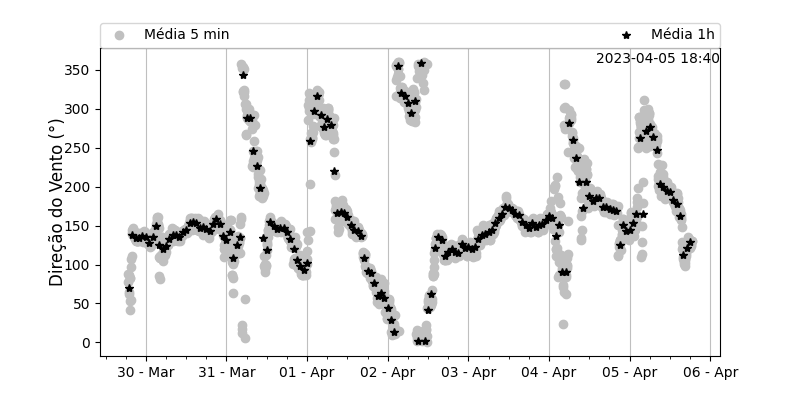 Média 5 min
Média 1h
2023-04-05 18:40
Direção do Vento (°)
350
300
250
200
150
100
50
0
30 - Mar
31 - Mar
01 - Apr
02 - Apr
03 - Apr
04 - Apr
05 - Apr
06 - Apr